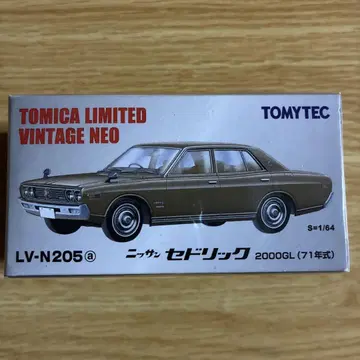 TOMICA LIMITED
VINTAGE NEO
TOMYTEC
S=1/64
LV-N205 ⓐ ニッサン セドリック 2000GL (71年式)